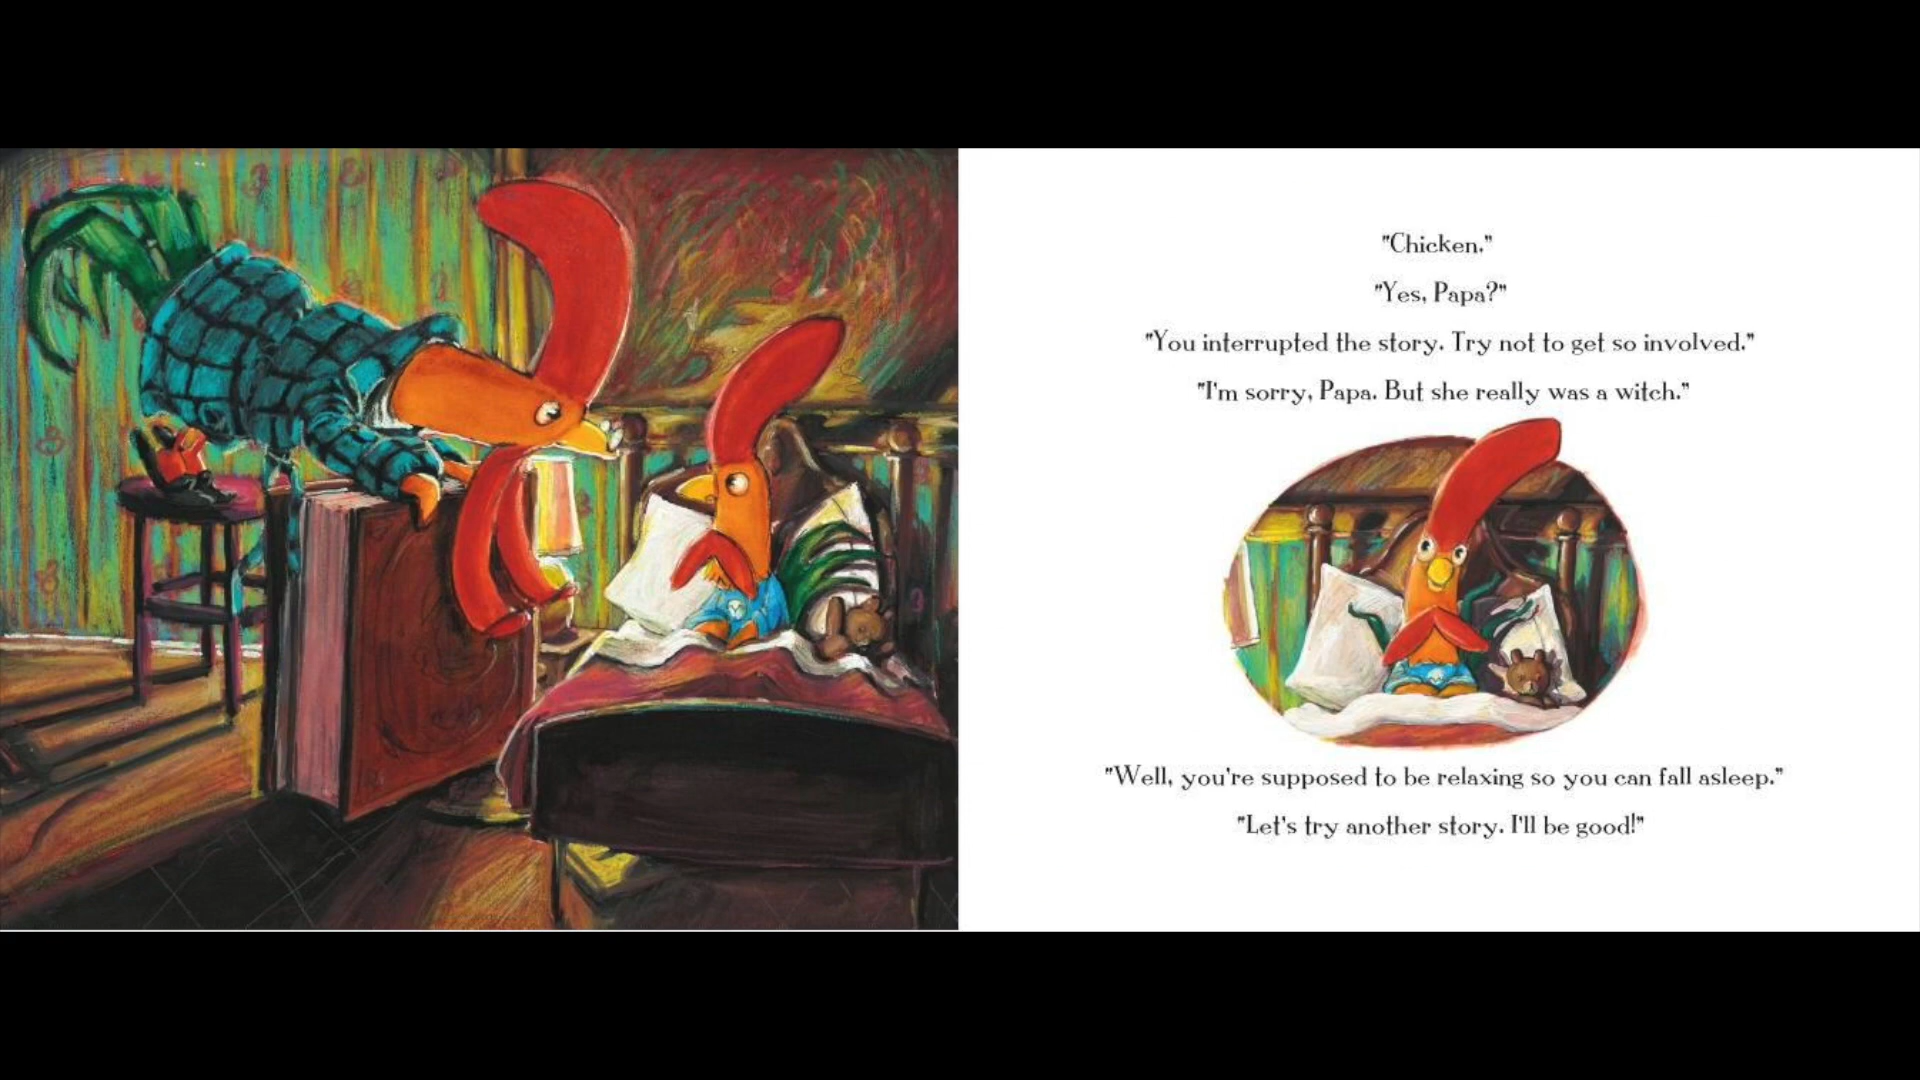 "Chicken."
"Yes, Papa?"
"You interrupted the story. Try not to get so involved."
"I'm sorry, Papa. But she really was a witch."
"Well, you're supposed to be relaxing so you can fall asleep."
"Let's try another story. I'll be good!"